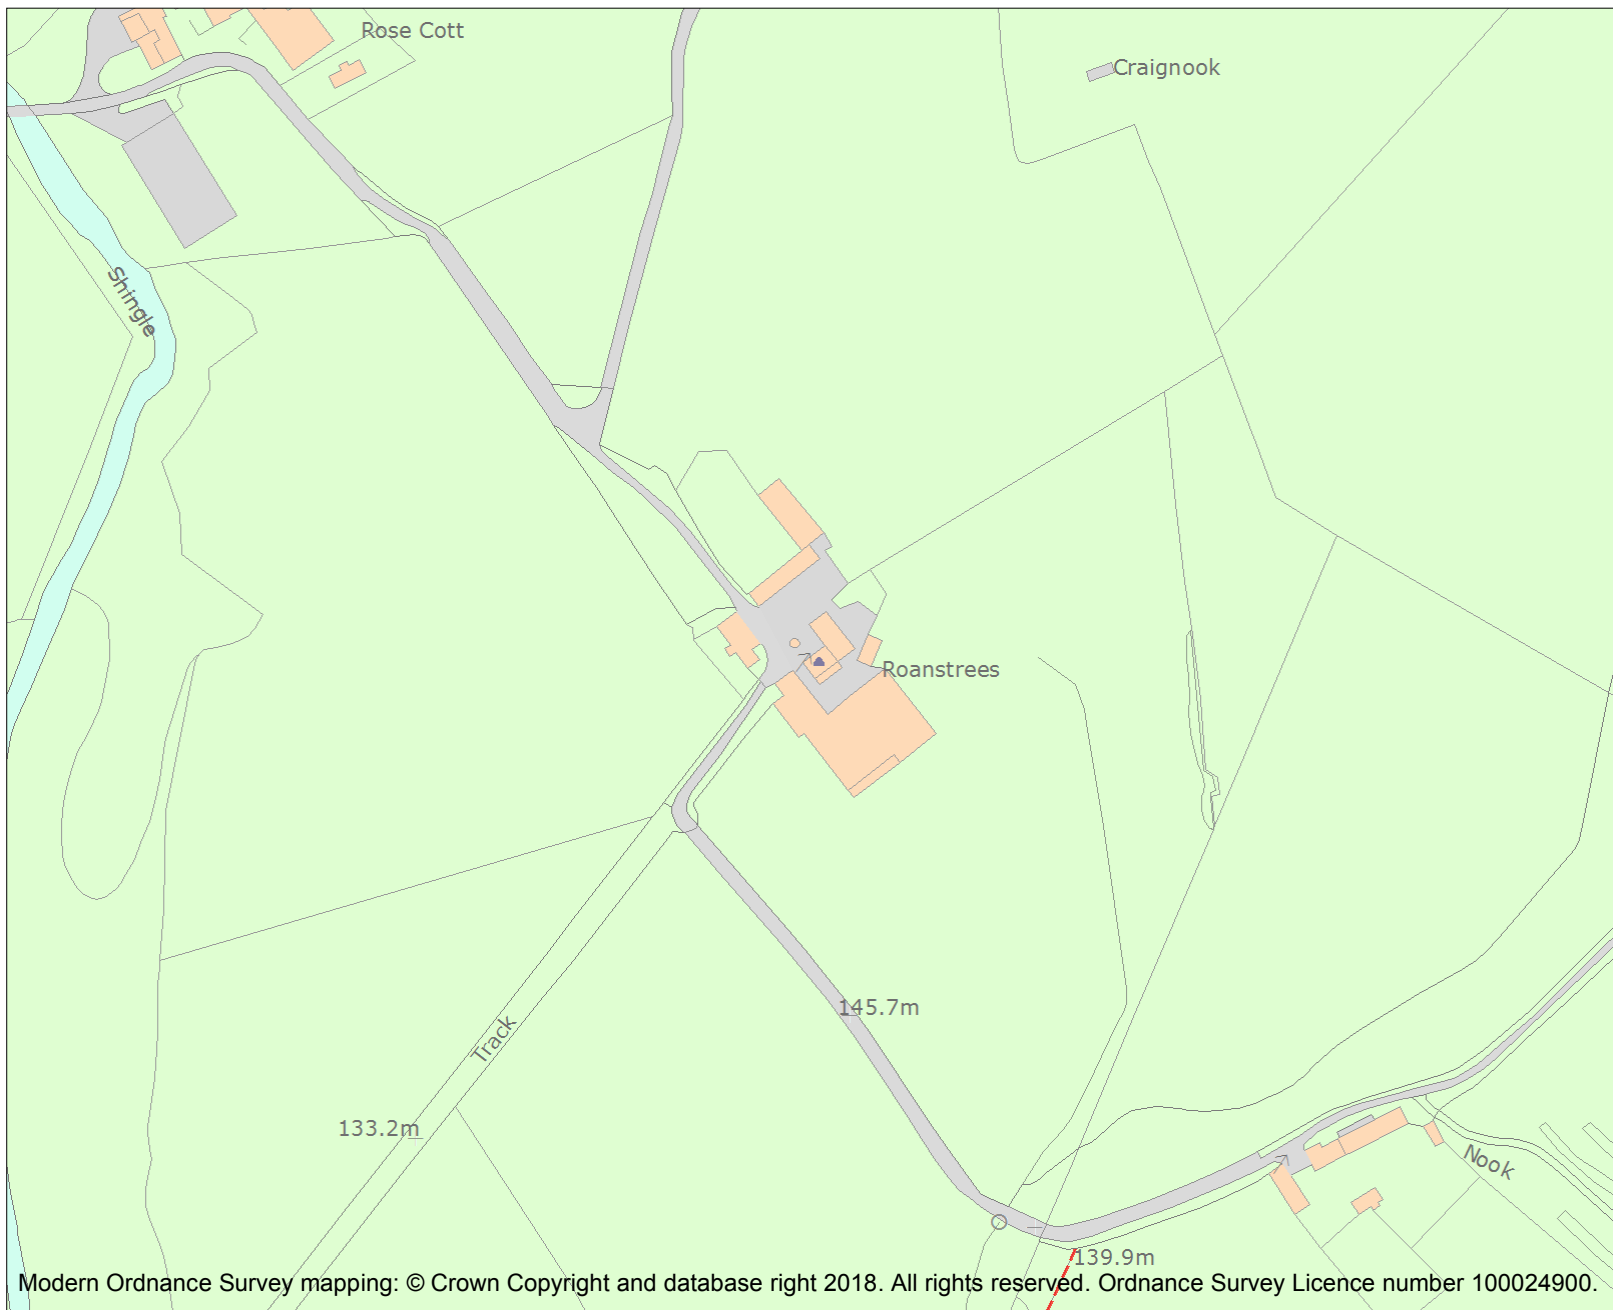 Rose Cott
Craignook
Shingle
Roanstrees
145.7m
Track
133.2m
Nook
139.9m
Modern Ordnance Survey mapping: © Crown Copyright and database right 2018. All rights reserved. Ordnance Survey Licence number 100024900.